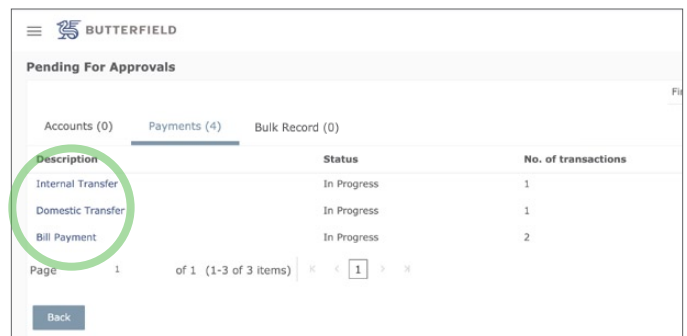 BUTTERFIELD
Pending For Approvals
Accounts (0) Payments (4) Bulk Record (0)
Description Status No. of transactions
Internal Transfer In Progress 1
Domestic Transfer In Progress 1
Bill Payment In Progress 2
Page 1 of 1 (1-3 of 3 items) 1
Back